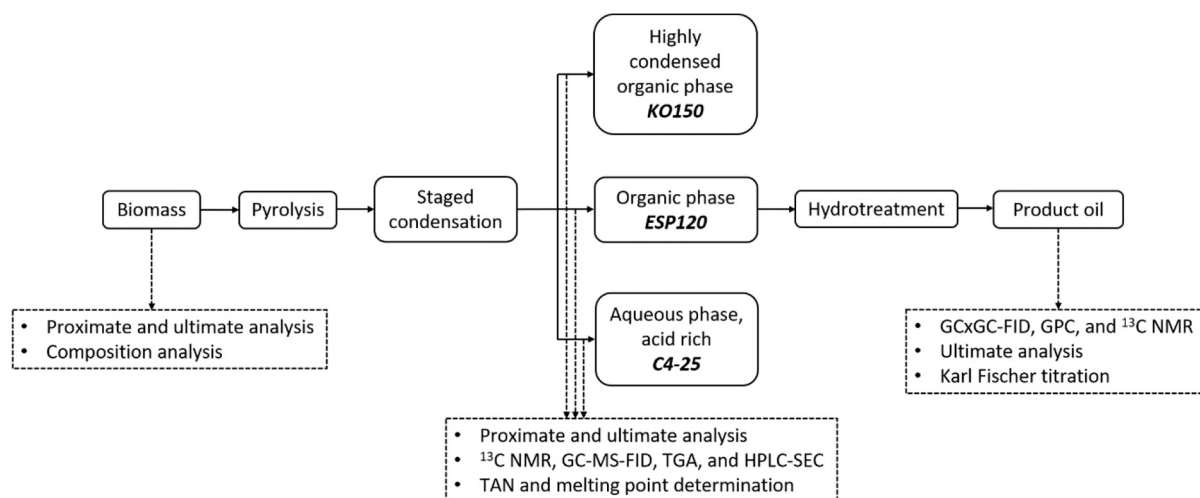 Highly
condensed
organic phase
KO150
Biomass
Pyrolysis
Staged
condensation
Organic phase
ESP120
Hydrotreatment
Product oil
Aqueous phase,
acid rich
C4-25
• Proximate and ultimate analysis
• Composition analysis
• GCxGC-FID, GPC, and ¹³C NMR
• Ultimate analysis
• Karl Fischer titration
• Proximate and ultimate analysis
• ¹³C NMR, GC-MS-FID, TGA, and HPLC-SEC
• TAN and melting point determination